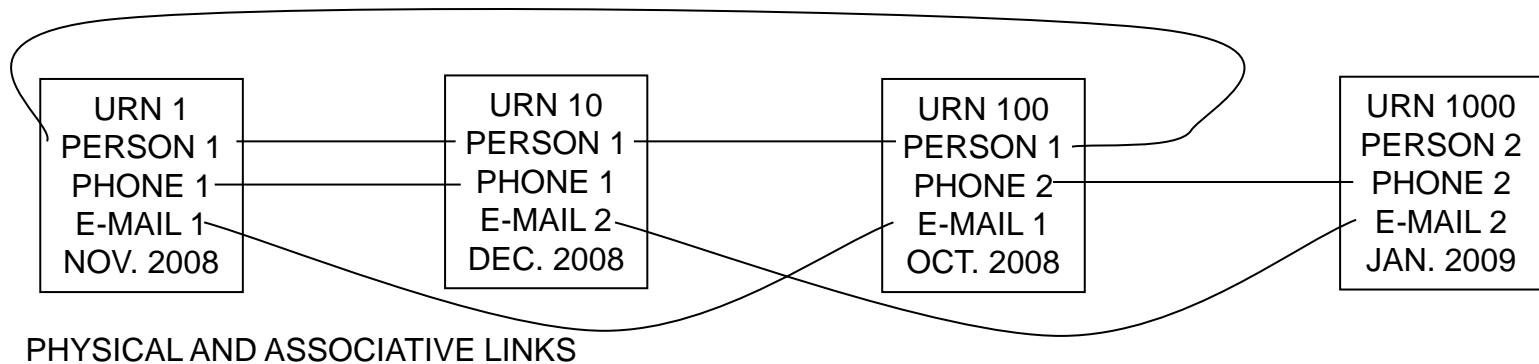 URN 1
PERSON 1
PHONE 1
E-MAIL 1
NOV. 2008
URN 10
PERSON 1
PHONE 1
E-MAIL 2
DEC. 2008
URN 100
PERSON 1
PHONE 2
E-MAIL 1
OCT. 2008
URN 1000
PERSON 2
PHONE 2
E-MAIL 2
JAN. 2009
PHYSICAL AND ASSOCIATIVE LINKS